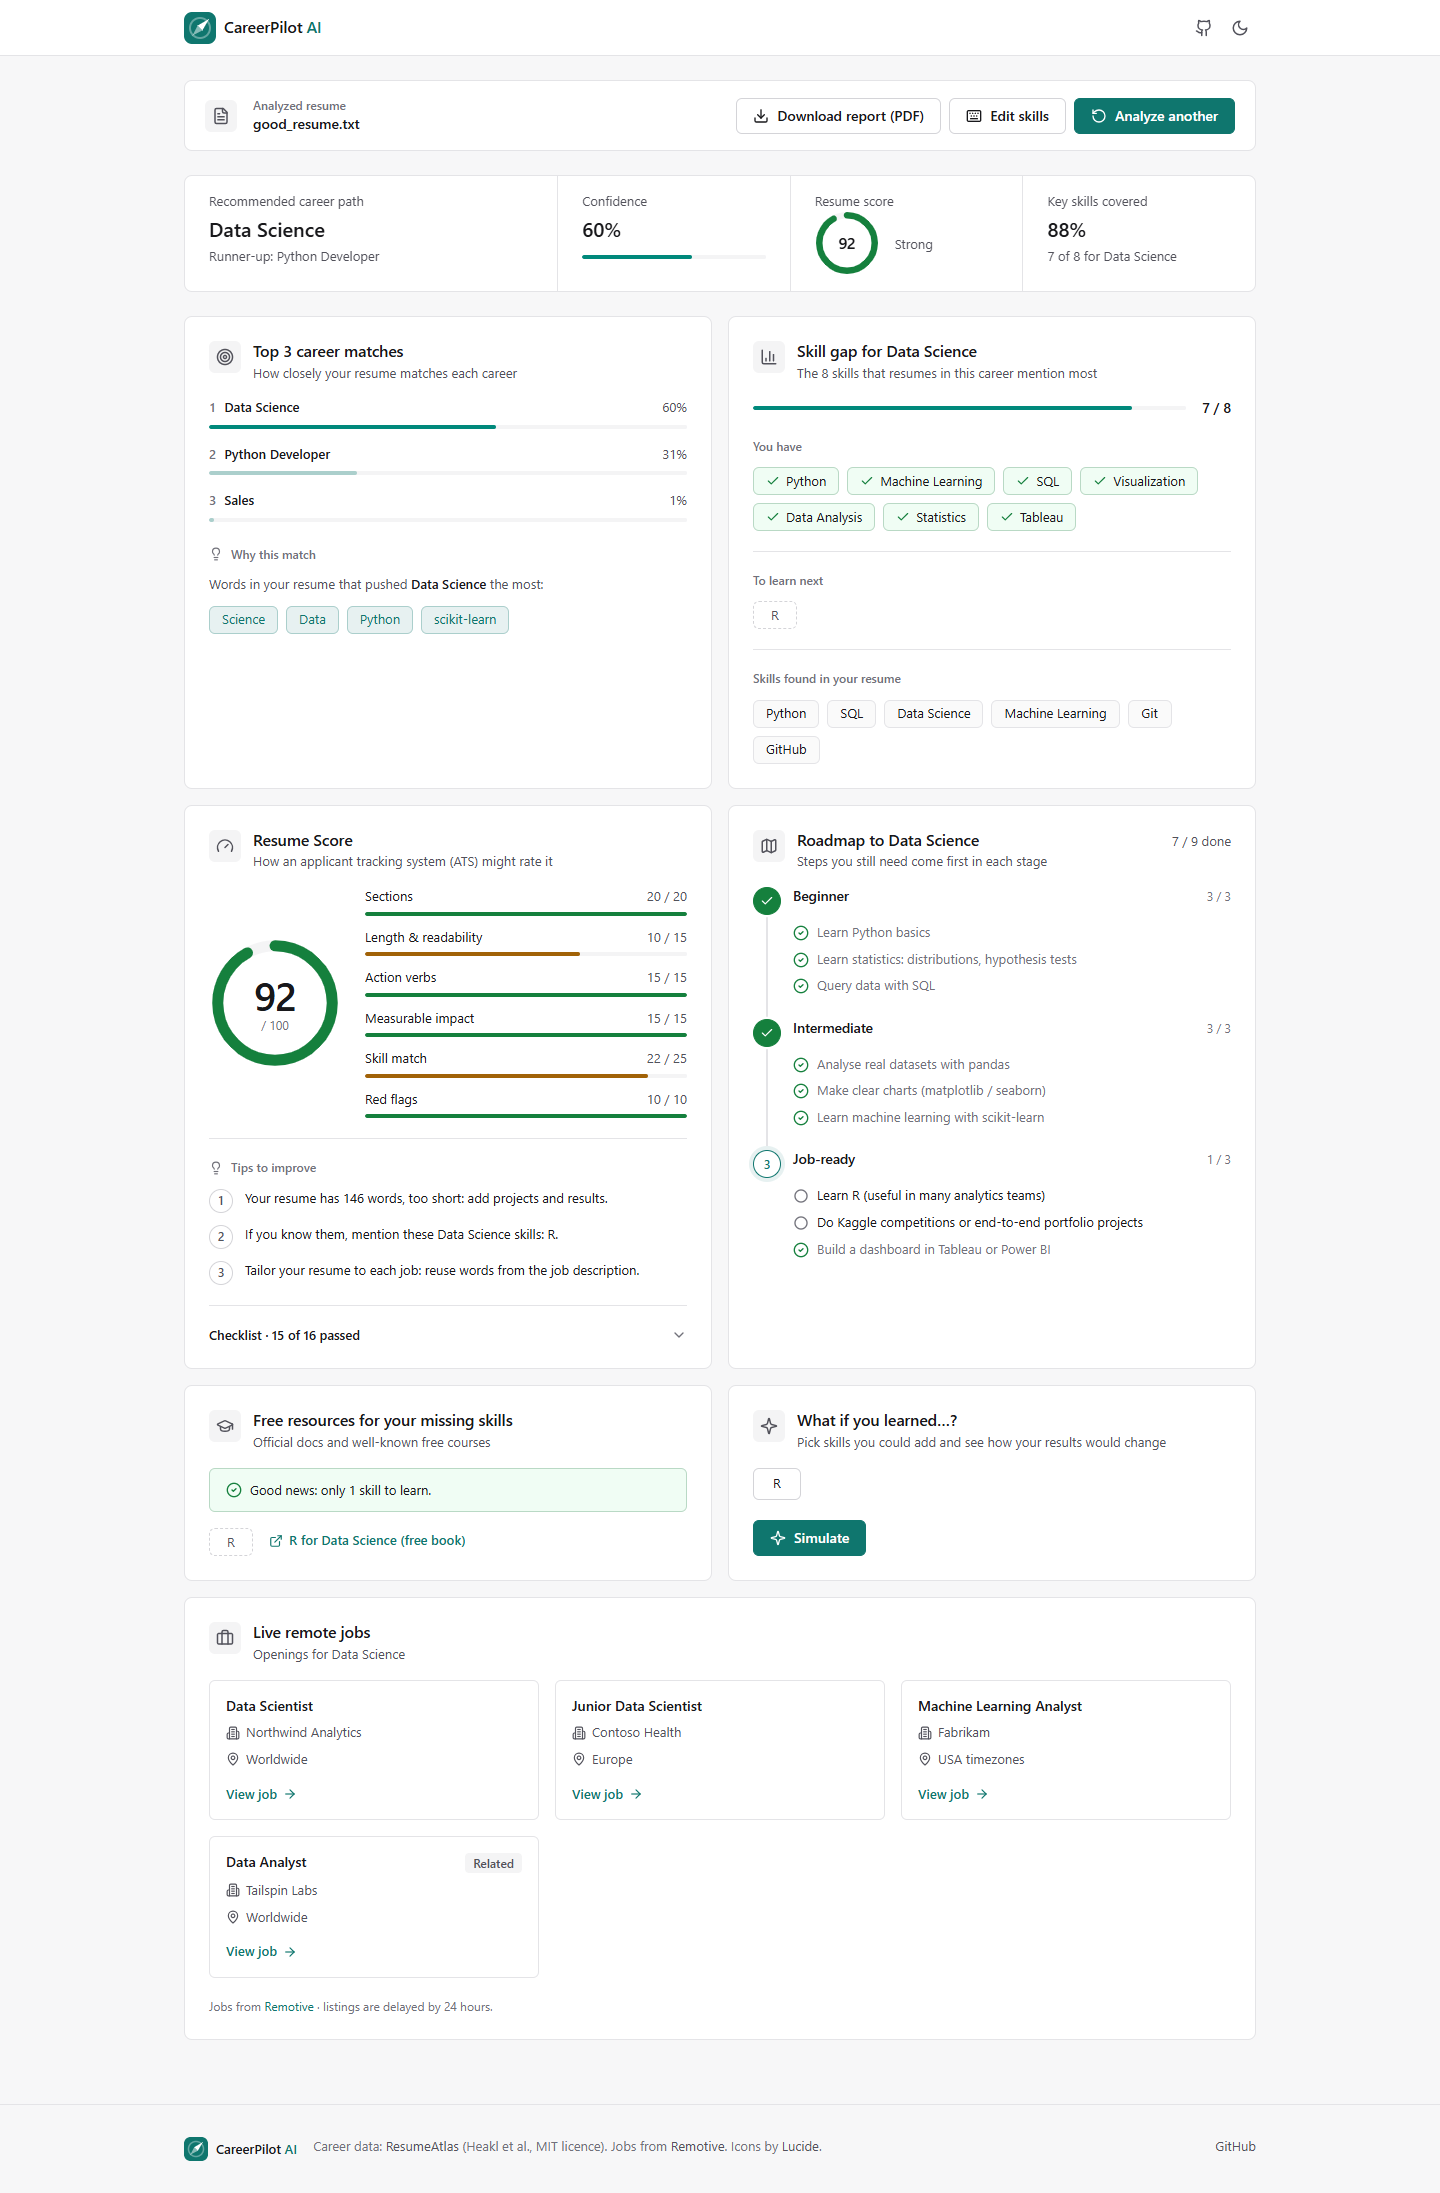 CareerPilot AI
Analyzed resume
good_resume.txt
Download report (PDF)
Edit skills
Analyze another
Recommended career path
Data Science
Runner-up: Python Developer
Confidence
60%
Resume score
92
Strong
Key skills covered
88%
7 of 8 for Data Science
Top 3 career matches
How closely your resume matches each career
1 Data Science 60%
2 Python Developer 31%
3 Sales 1%
Why this match
Words in your resume that pushed Data Science the most:
Science Data Python scikit-learn
Skill gap for Data Science
The 8 skills that resumes in this career mention most
7 / 8
You have
Python Machine Learning SQL Visualization
Data Analysis Statistics Tableau
To learn next
R
Skills found in your resume
Python SQL Data Science Machine Learning Git
GitHub
Resume Score
How an applicant tracking system (ATS) might rate it
92
/ 100
Sections 20 / 20
Length & readability 10 / 15
Action verbs 15 / 15
Measurable impact 15 / 15
Skill match 22 / 25
Red flags 10 / 10
Tips to improve
1 Your resume has 146 words, too short: add projects and results.
2 If you know them, mention these Data Science skills: R.
3 Tailor your resume to each job: reuse words from the job description.
Checklist · 15 of 16 passed
Roadmap to Data Science 7 / 9 done
Steps you still need come first in each stage
Beginner 3 / 3
Learn Python basics
Learn statistics: distributions, hypothesis tests
Query data with SQL
Intermediate 3 / 3
Analyse real datasets with pandas
Make clear charts (matplotlib / seaborn)
Learn machine learning with scikit-learn
3 Job-ready 1 / 3
Learn R (useful in many analytics teams)
Do Kaggle competitions or end-to-end portfolio projects
Build a dashboard in Tableau or Power BI
Free resources for your missing skills
Official docs and well-known free courses
Good news: only 1 skill to learn.
R R for Data Science (free book)
What if you learned...?
Pick skills you could add and see how your results would change
R
Simulate
Live remote jobs
Openings for Data Science
Data Scientist
Northwind Analytics
Worldwide
View job
Junior Data Scientist
Contoso Health
Europe
View job
Machine Learning Analyst
Fabrikam
USA timezones
View job
Data Analyst Related
Tailspin Labs
Worldwide
View job
Jobs from Remotive · listings are delayed by 24 hours.
CareerPilot AI Career data: ResumeAtlas (Heakl et al., MIT licence). Jobs from Remotive. Icons by Lucide. GitHub